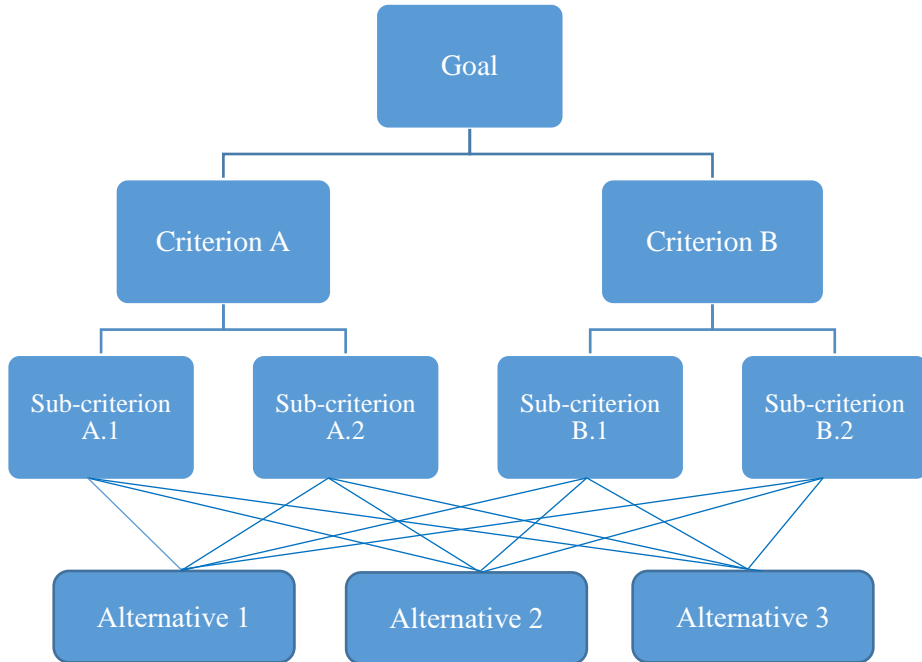 Goal
Criterion A
Criterion B
Sub-criterion
A.1
Sub-criterion
A.2
Sub-criterion
B.1
Sub-criterion
B.2
Alternative 1
Alternative 2
Alternative 3